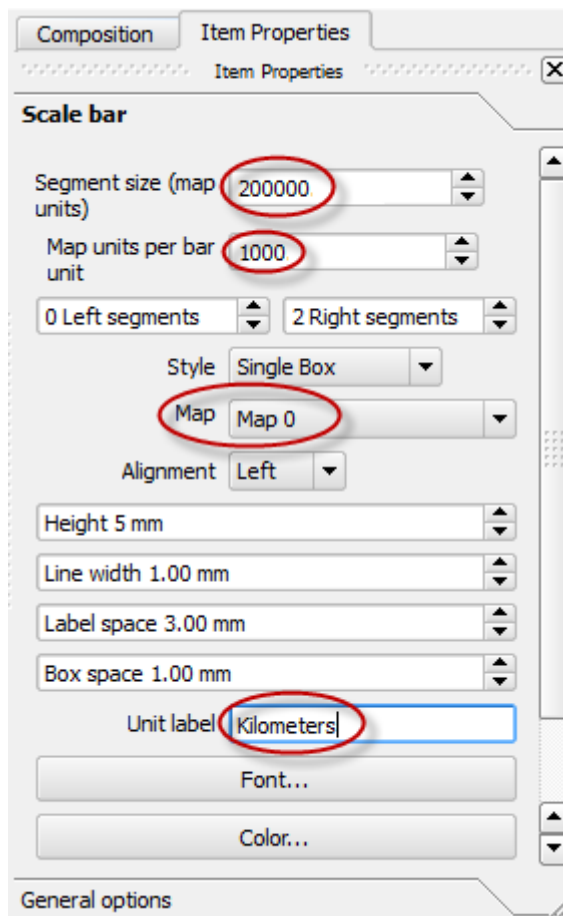 Composition
Item Properties
Item Properties
Scale bar
Segment size (map
units)
200000
Map units per bar
unit
1000
0 Left segments
2 Right segments
Style
Single Box
Map
Map 0
Alignment
Left
Height 5 mm
Line width 1.00 mm
Label space 3.00 mm
Box space 1.00 mm
Unit label
Kilometers
Font...
Color...
General options